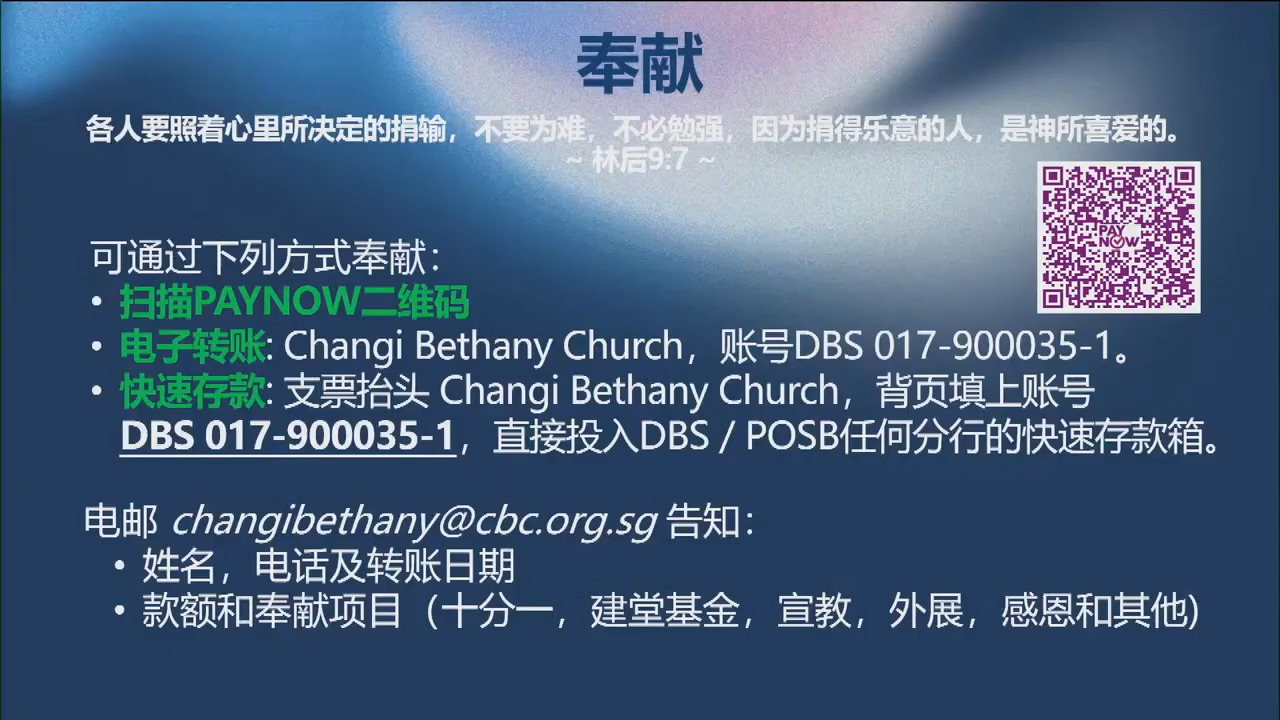 奉献
各人要照着心里所决定的捐输，不要为难，不必勉强，因为捐得乐意的人，是神所喜爱的。
~ 林后9:7 ~
PAY
NOW
可通过下列方式奉献：
• 扫描PAYNOW二维码
• 电子转账: Changi Bethany Church，账号DBS 017-900035-1。
• 快速存款: 支票抬头 Changi Bethany Church，背页填上账号
DBS 017-900035-1，直接投入DBS / POSB任何分行的快速存款箱。
电邮 changibethany@cbc.org.sg 告知：
• 姓名，电话及转账日期
• 款额和奉献项目（十分一，建堂基金，宣教，外展，感恩和其他)